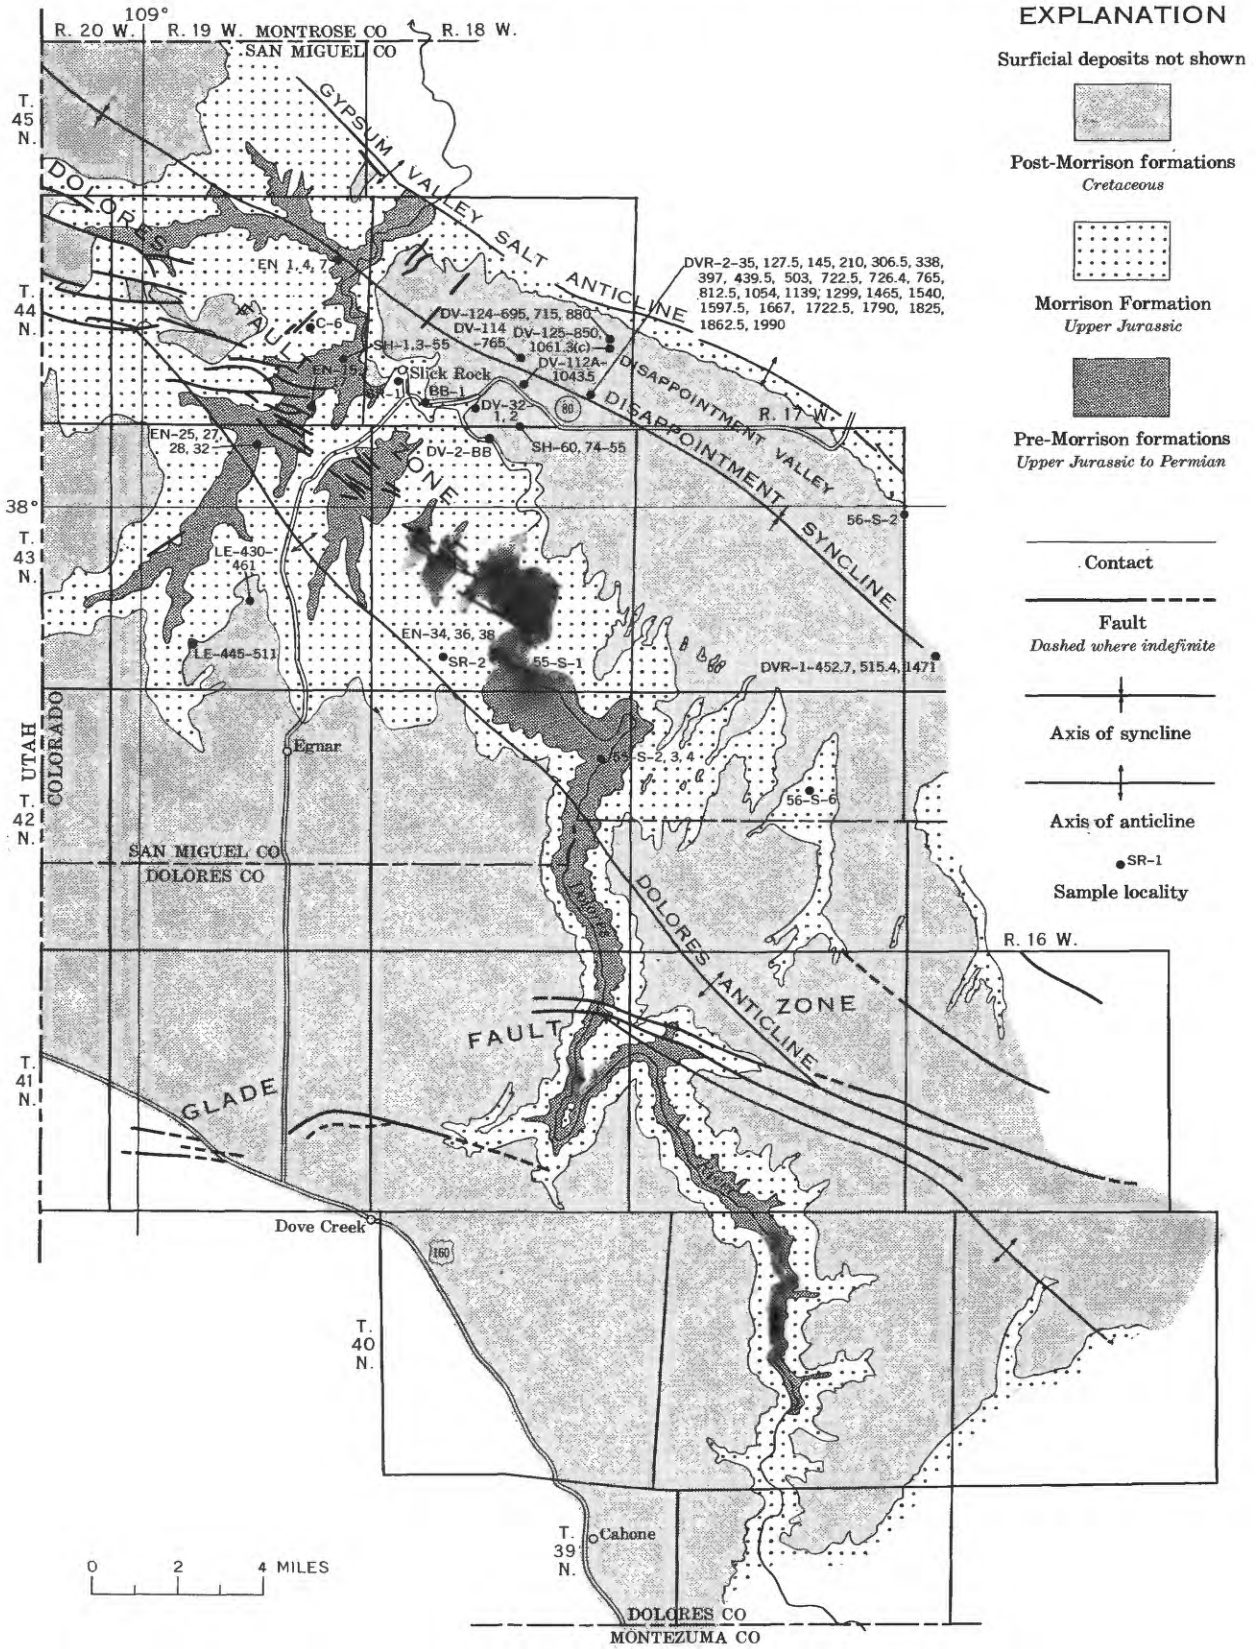 109°
R. 20 W.
R. 19 W.
MONTROSE CO
R. 18 W.
SAN MIGUEL CO
T.
45
N.
GYPSUM VALLEY SALT ANTICLINE
DOLORES
FAULT
ZONE
EN 1, 4, 7
T.
44
N.
C-6
DVR-2-35, 127.5, 145, 210, 306.5, 338,
397, 439.5, 503, 722.5, 726.4, 765,
812.5, 1054, 1139, 1299, 1465, 1540,
1597.5, 1667, 1722.5, 1790, 1825,
1862.5, 1990
DV-124-695, 715, 880
DV-114
-765
DV-125-850,
1061.3(c)
DV-112A-
1043.5
SH-1,3-55
EN-15,
Slick Rock
SR-1
BB-1
DV-32-
1, 2
80
DISAPPOINTMENT VALLEY
DISAPPOINTMENT SYNCLINE
R. 17 W.
EN-25, 27,
28, 32
DV-2-BB
SH-60, 74-55
38°
56-S-2
T.
43
N.
LE-430-
461
LE-445-511
EN-34, 36, 38
SR-2
55-S-1
DVR-1-452.7, 515.4, 1471
UTAH
COLORADO
Egnar
55-S-2, 3, 4
56-S-6
T.
42
N.
SAN MIGUEL CO
DOLORES CO
Dolores
DOLORES ANTICLINE
R. 16 W.
GLADE
FAULT
ZONE
T.
41
N.
River
Dove Creek
160
T.
40
N.
T.
39
N.
Cahone
0 2 4 MILES
DOLORES CO
MONTEZUMA CO
EXPLANATION
Surficial deposits not shown
Post-Morrison formations
Cretaceous
Morrison Formation
Upper Jurassic
Pre-Morrison formations
Upper Jurassic to Permian
Contact
Fault
Dashed where indefinite
Axis of syncline
Axis of anticline
SR-1
Sample locality